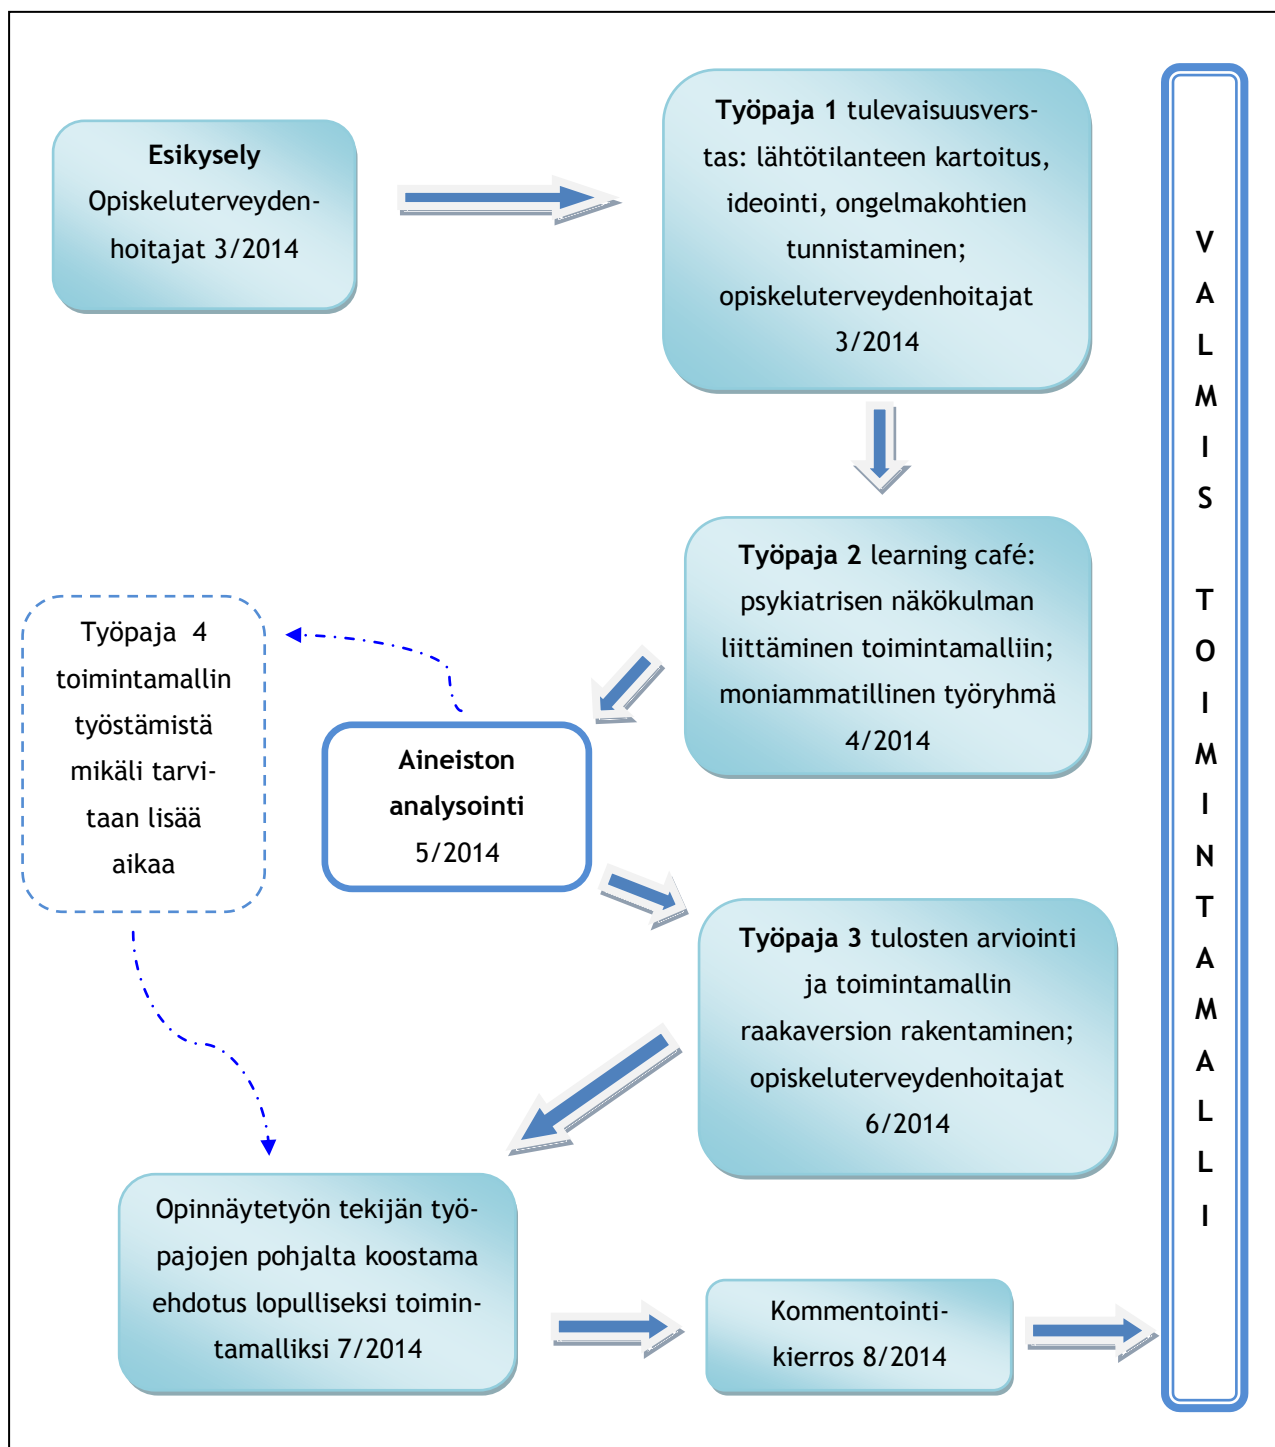 Esikysely
Opiskeluterveyden-
hoitajat 3/2014
Työpaja 1 tulevaisuusvers-
tas: lähtötilanteen kartoitus,
ideointi, ongelmakohtien
tunnistaminen;
opiskeluterveydenhoitajat
3/2014
Työpaja 2 learning café:
psykiatrisen näkökulman
liittäminen toimintamalliin;
moniammatillinen työryhmä
4/2014
Aineiston
analysointi
5/2014
Työpaja 4
toimintamallin
työstämistä
mikäli tarvi-
taan lisää
aikaa
Työpaja 3 tulosten arviointi
ja toimintamallin
raakaversion rakentaminen;
opiskeluterveydenhoitajat
6/2014
Opinnäytetyön tekijän työ-
pajojen pohjalta koostama
ehdotus lopulliseksi toimin-
tamalliksi 7/2014
Kommentointi-
kierros 8/2014
VALMIS TOIMINTAMALLI